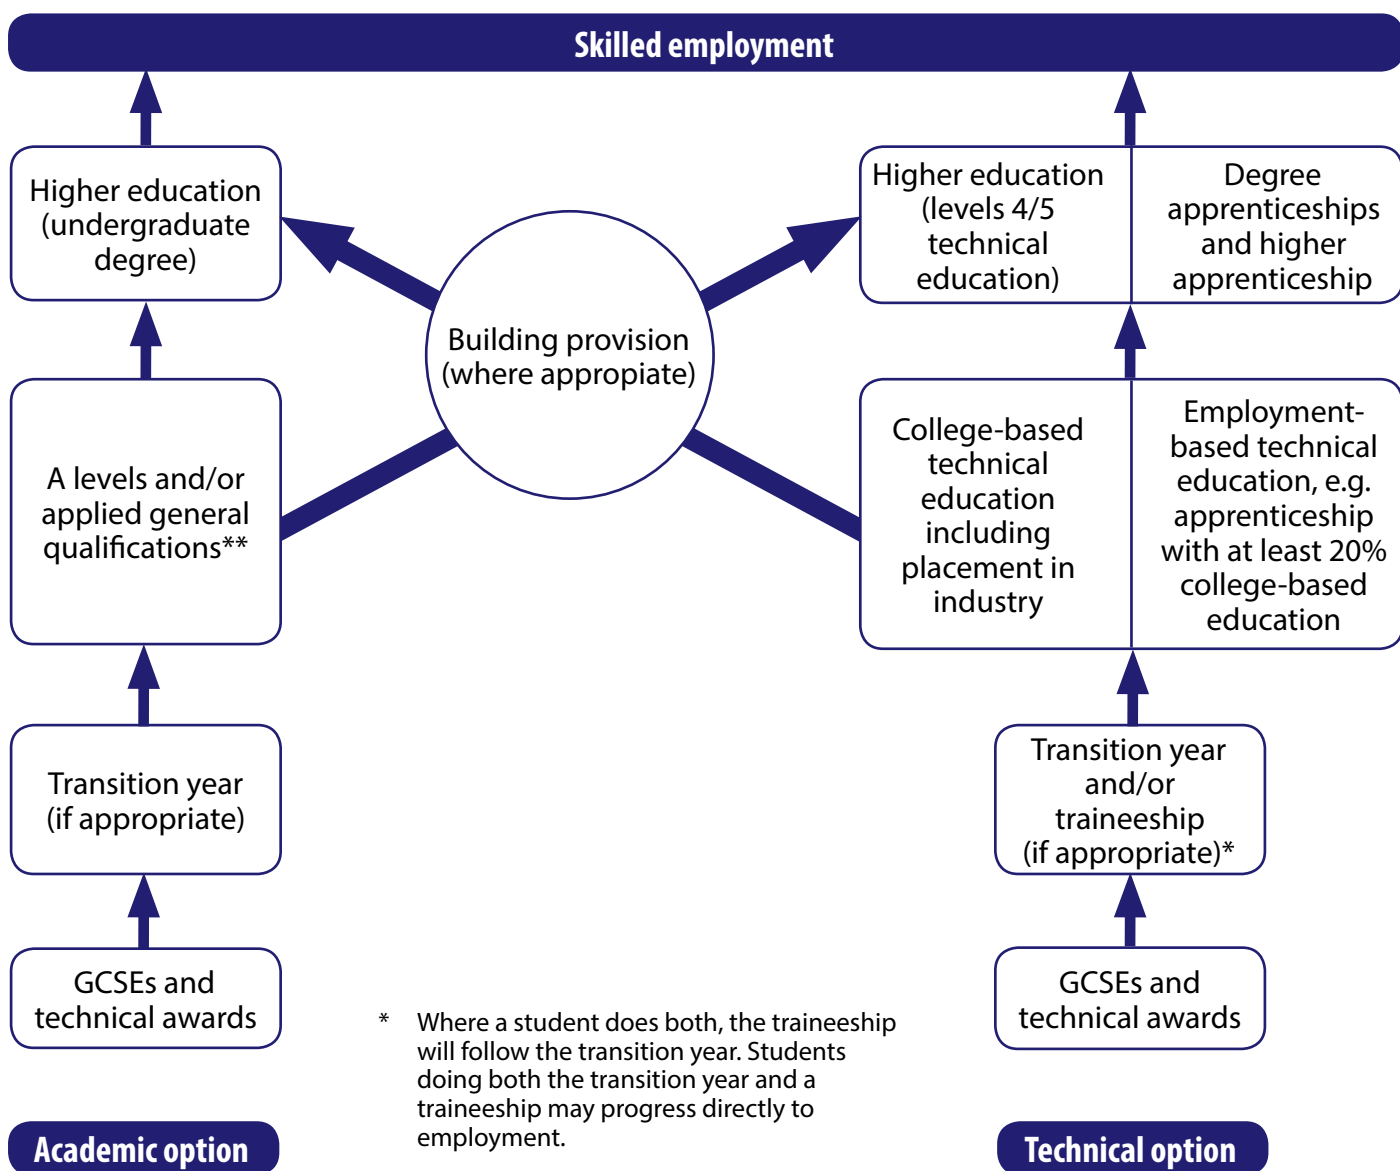 Skilled employment
Higher education
(undergraduate
degree)
Building provision
(where appropiate)
Higher education
(levels 4/5
technical
education)
Degree
apprenticeships
and higher
apprenticeship
A levels and/or
applied general
qualifications**
College-based
technical
education
including
placement in
industry
Employment-
based technical
education, e.g.
apprenticeship
with at least 20%
college-based
education
Transition year
(if appropriate)
Transition year
and/or
traineeship
(if appropriate)*
GCSEs and
technical awards
GCSEs and
technical awards
* Where a student does both, the traineeship
will follow the transition year. Students
doing both the transition year and a
traineeship may progress directly to
employment.
Academic option
Technical option